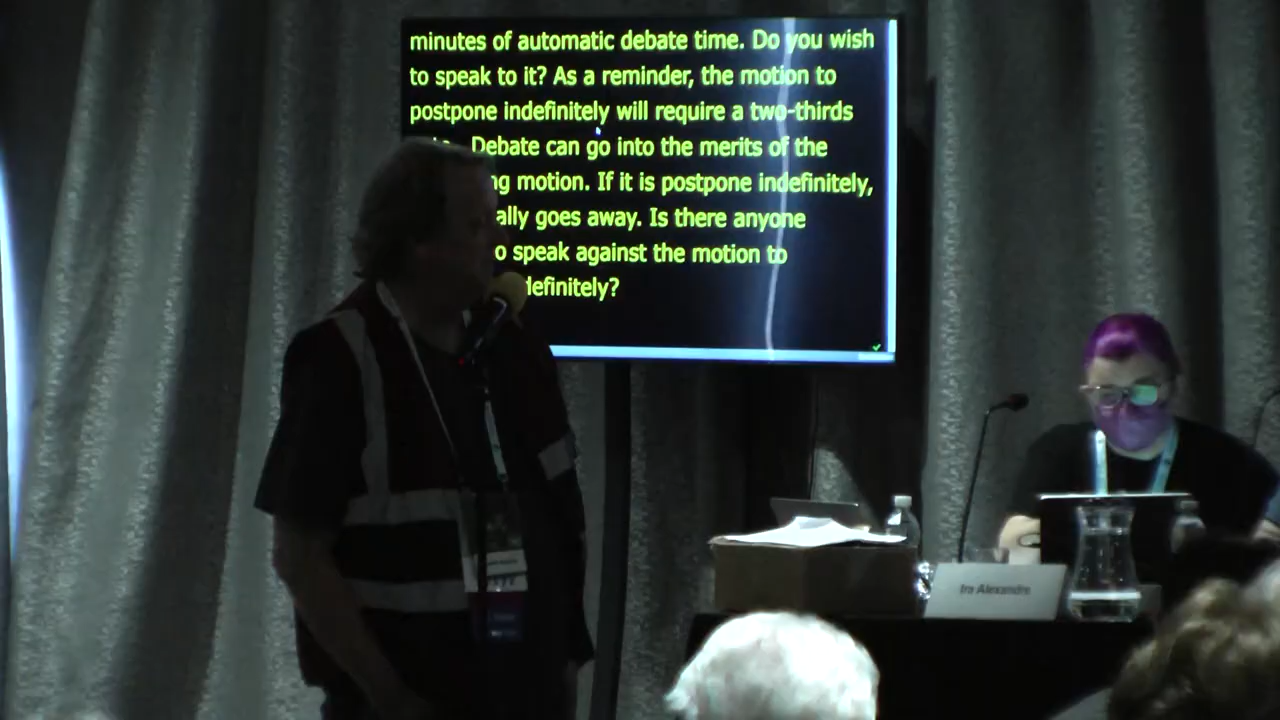 minutes of automatic debate time. Do you wish
to speak to it? As a reminder, the motion to
postpone indefinitely will require a two-thirds
Debate can go into the merits of the
ng motion. If it is postpone indefinitely,
ally goes away. Is there anyone
o speak against the motion to
definitely?
Ira Alexandre